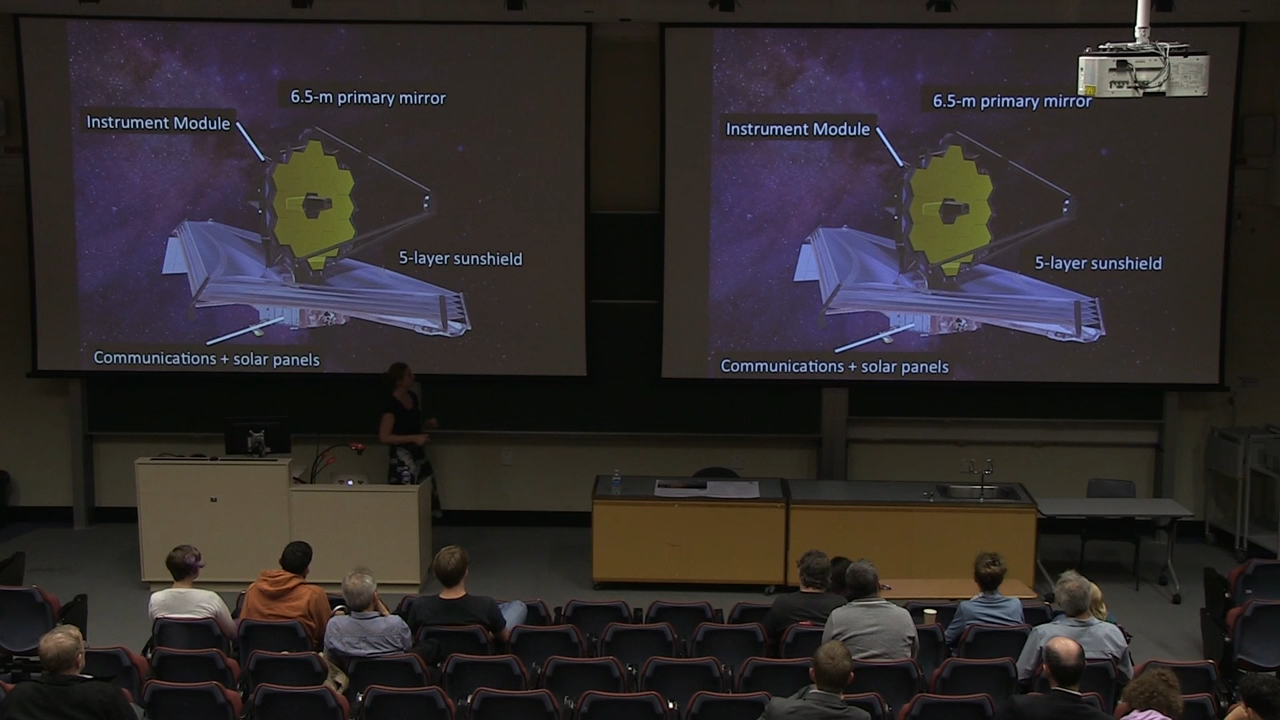 6.5-m primary mirror
Instrument Module
5-layer sunshield
Communications + solar panels
6.5-m primary mirror
Instrument Module
5-layer sunshield
Communications + solar panels